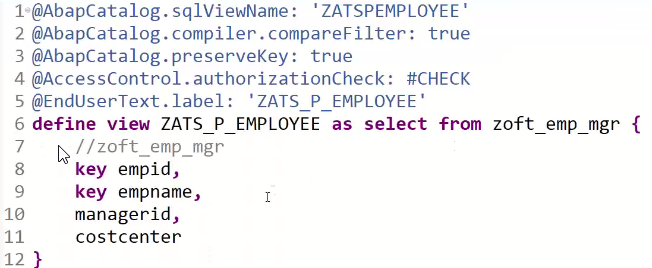 1 @AbapCatalog.sqlViewName: 'ZATSPEMPLOYEE'
2 @AbapCatalog.compiler.compareFilter: true
3 @AbapCatalog.preserveKey: true
4 @AccessControl.authorizationCheck: #CHECK
5 @EndUserText.label: 'ZATS_P_EMPLOYEE'
6 define view ZATS_P_EMPLOYEE as select from zoft_emp_mgr {
7 //zoft_emp_mgr
8 key empid,
9 key empname,
10 managerid,
11 costcenter
12 }